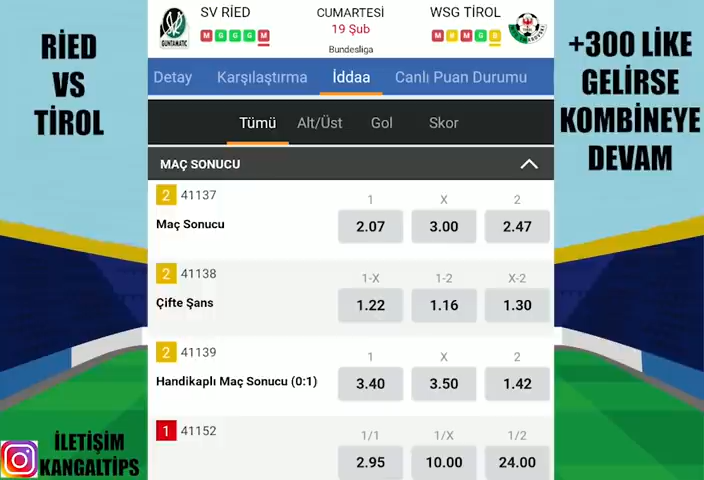 RİED
VS
TİROL
+300 LİKE
GELİRSE
KOMBİNEYE
DEVAM
GUNTAMATIC
SV RİED
M G G G M
CUMARTESİ
19 Şub
Bundesliga
WSG TİROL
M M M G B
Detay Karşılaştırma İddaa Canlı Puan Durumu
Tümü Alt/Üst Gol Skor
MAÇ SONUCU
2 41137 1 X 2
Maç Sonucu 2.07 3.00 2.47
2 41138 1-X 1-2 X-2
Çifte Şans 1.22 1.16 1.30
2 41139 1 X 2
Handikaplı Maç Sonucu (0:1) 3.40 3.50 1.42
1 41152 1/1 1/X 1/2
2.95 10.00 24.00
İLETİŞİM
KANGALTİPS